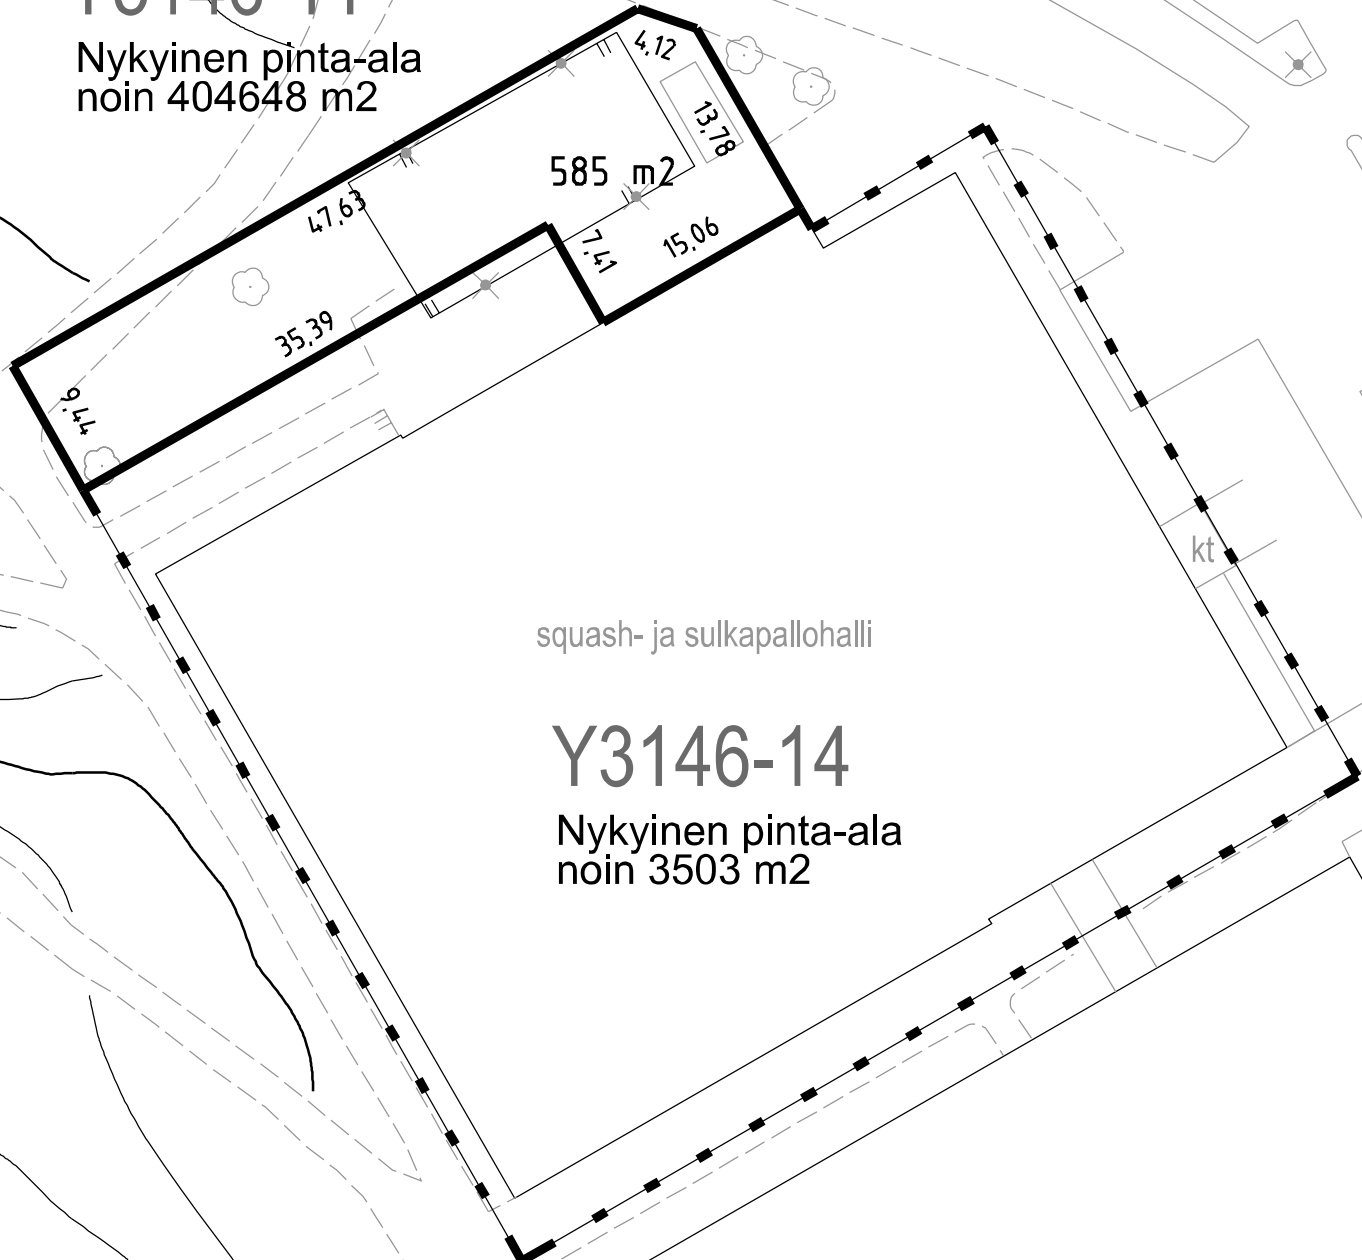 Nykyinen pinta-ala
noin 404648 m2
4,12
13,78
585 m2
47,63
7,41
15,06
35,39
9,44
kt
squash- ja sulkapallohalli
Y3146-14
Nykyinen pinta-ala
noin 3503 m2